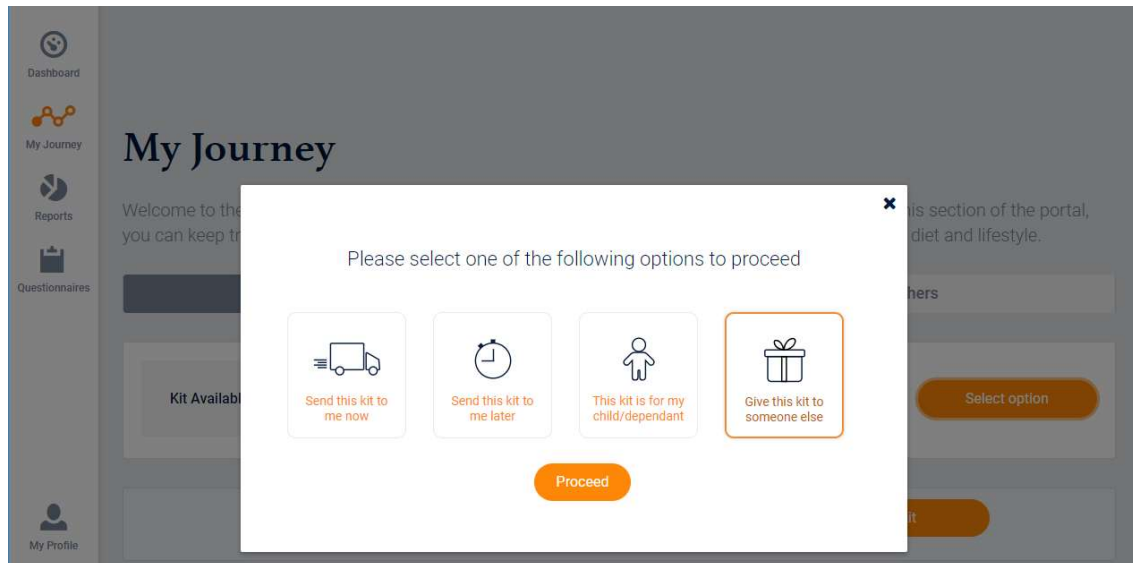 Dashboard
My Journey
Reports
Questionnaires
My Profile
My Journey
Welcome to the
his section of the portal,
you can keep tr
diet and lifestyle.
hers
Kit Availabl
Select option
it
Please select one of the following options to proceed
Send this kit to
me now
Send this kit to
me later
This kit is for my
child/dependant
Give this kit to
someone else
Proceed